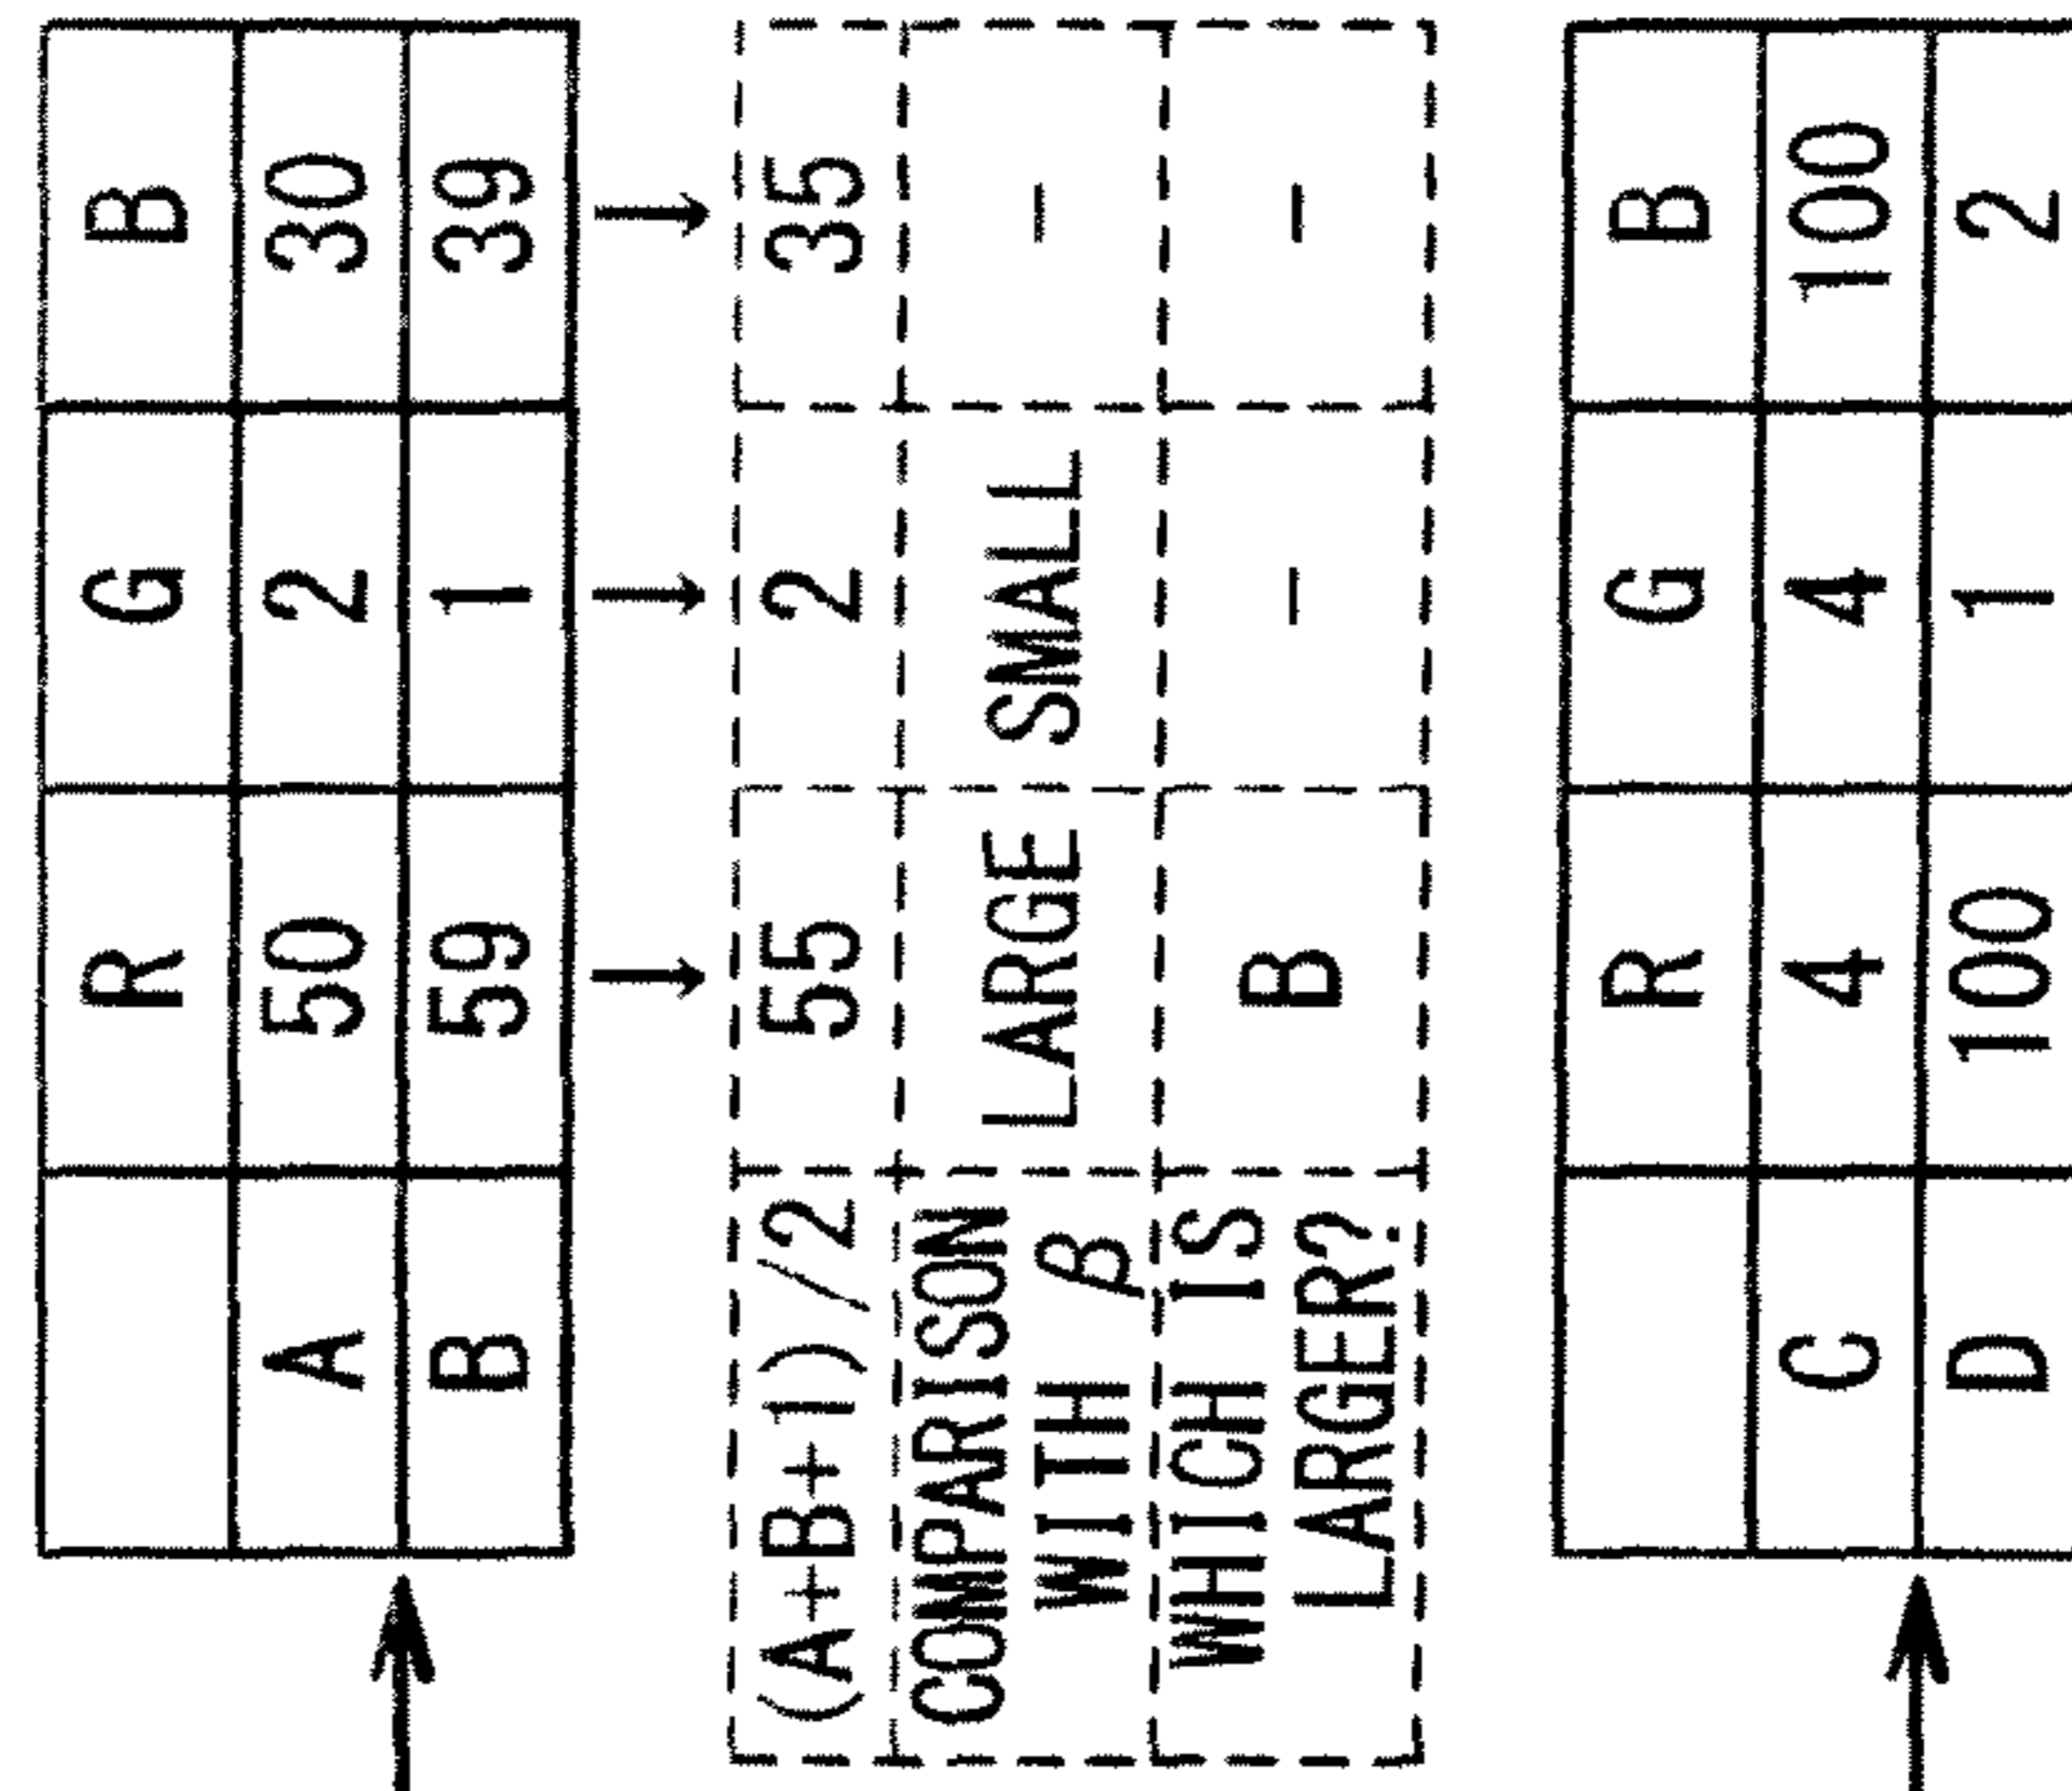 R G B
A 50 2 30
B 59 1 39
(A+B+1)/2 55 2 35
COMPARISON
WITH β LARGE SMALL –
WHICH IS
LARGER? B – –
R G B
C 4 4 100
D 100 1 2